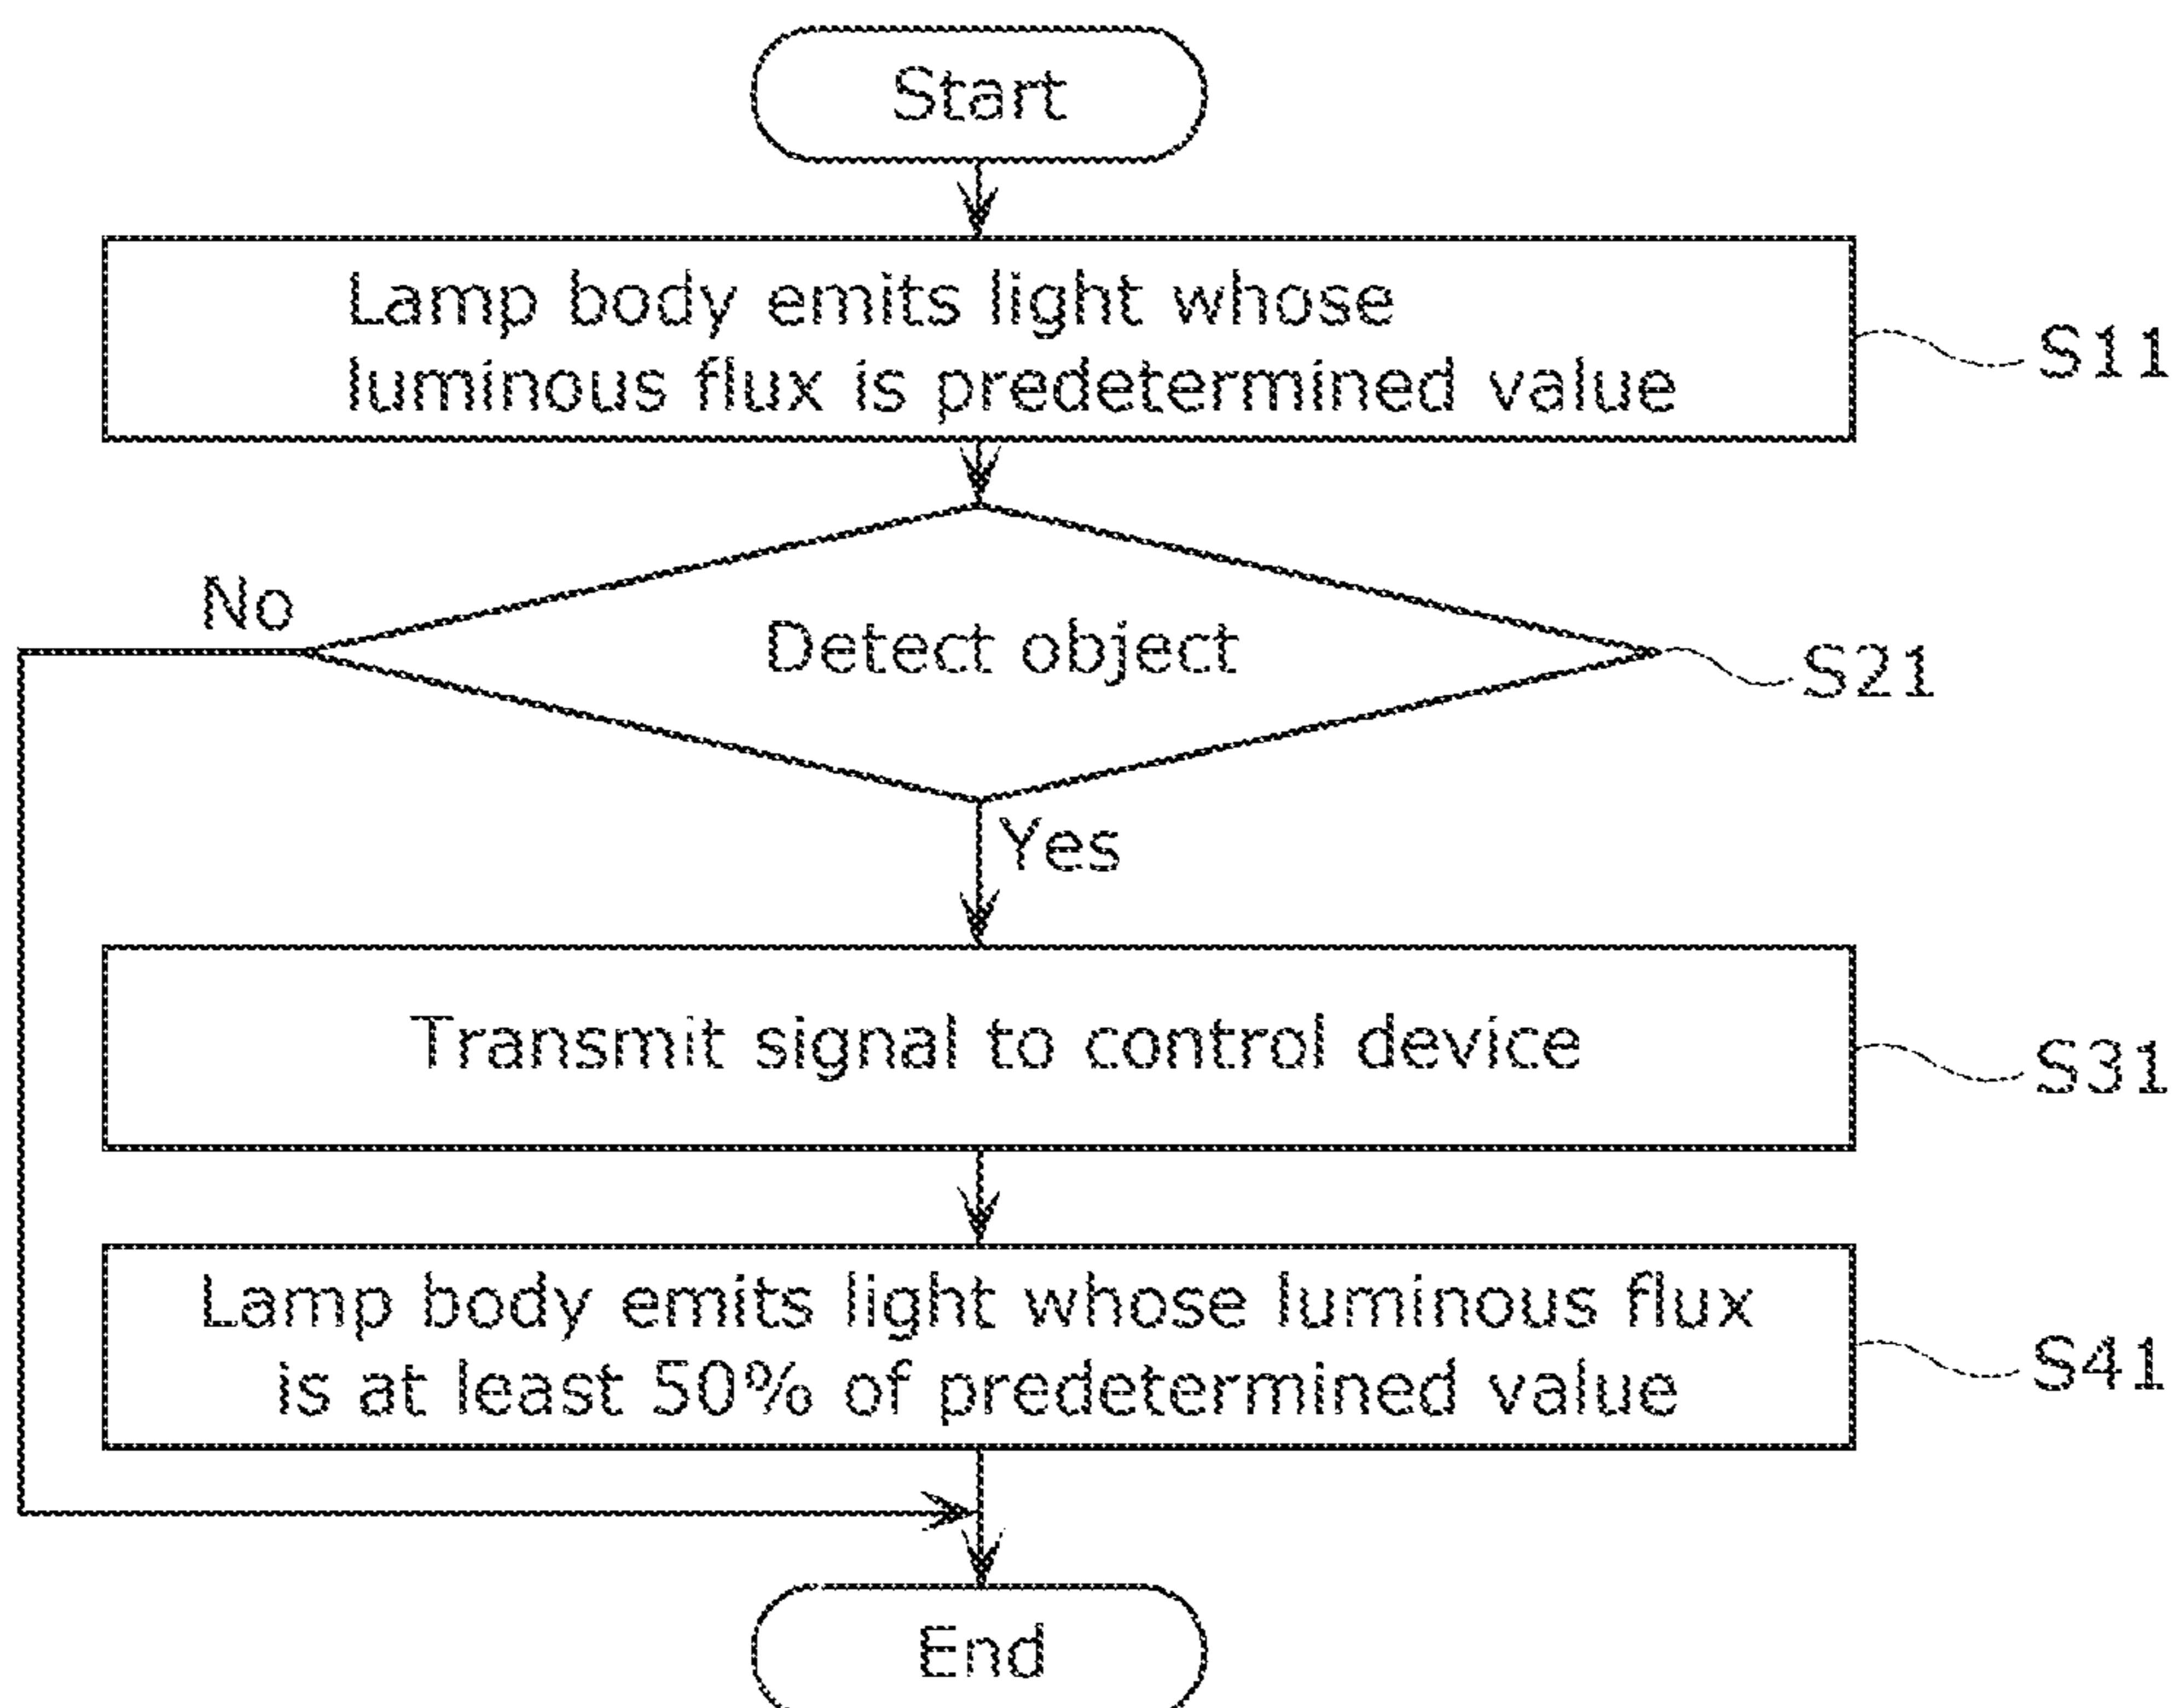 Start
Lamp body emits light whose
luminous flux is predetermined value
S11
No
Detect object
S21
Yes
Transmit signal to control device
S31
Lamp body emits light whose luminous flux
is at least 50% of predetermined value
S41
End